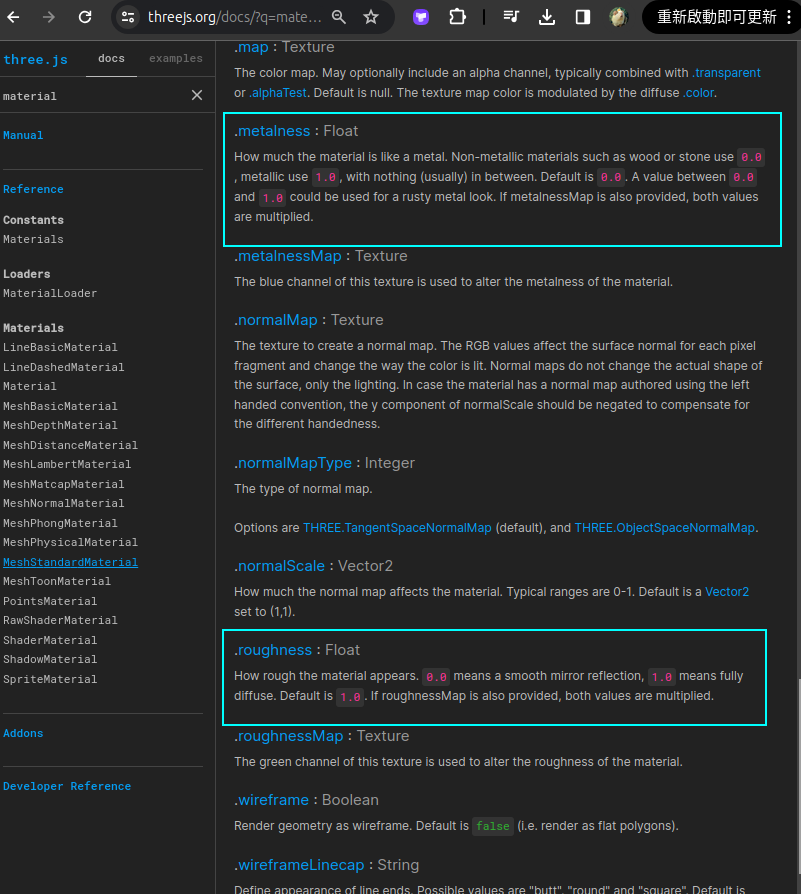 threejs.org/docs/?q=mate...
重新啟動即可更新
three.js
docs
examples
material
Manual
Reference
Constants
Materials
Loaders
MaterialLoader
Materials
LineBasicMaterial
LineDashedMaterial
Material
MeshBasicMaterial
MeshDepthMaterial
MeshDistanceMaterial
MeshLambertMaterial
MeshMatcapMaterial
MeshNormalMaterial
MeshPhongMaterial
MeshPhysicalMaterial
MeshStandardMaterial
MeshToonMaterial
PointsMaterial
RawShaderMaterial
ShaderMaterial
ShadowMaterial
SpriteMaterial
Addons
Developer Reference
.map : Texture
The color map. May optionally include an alpha channel, typically combined with .transparent
or .alphaTest. Default is null. The texture map color is modulated by the diffuse .color.
.metalness : Float
How much the material is like a metal. Non-metallic materials such as wood or stone use 0.0
, metallic use 1.0, with nothing (usually) in between. Default is 0.0. A value between 0.0
and 1.0 could be used for a rusty metal look. If metalnessMap is also provided, both values
are multiplied.
.metalnessMap : Texture
The blue channel of this texture is used to alter the metalness of the material.
.normalMap : Texture
The texture to create a normal map. The RGB values affect the surface normal for each pixel
fragment and change the way the color is lit. Normal maps do not change the actual shape of
the surface, only the lighting. In case the material has a normal map authored using the left
handed convention, the y component of normalScale should be negated to compensate for
the different handedness.
.normalMapType : Integer
The type of normal map.
Options are THREE.TangentSpaceNormalMap (default), and THREE.ObjectSpaceNormalMap.
.normalScale : Vector2
How much the normal map affects the material. Typical ranges are 0-1. Default is a Vector2
set to (1,1).
.roughness : Float
How rough the material appears. 0.0 means a smooth mirror reflection, 1.0 means fully
diffuse. Default is 1.0. If roughnessMap is also provided, both values are multiplied.
.roughnessMap : Texture
The green channel of this texture is used to alter the roughness of the material.
.wireframe : Boolean
Render geometry as wireframe. Default is false (i.e. render as flat polygons).
.wireframeLinecap : String
Define appearance of line ends. Possible values are "butt", "round" and "square". Default is